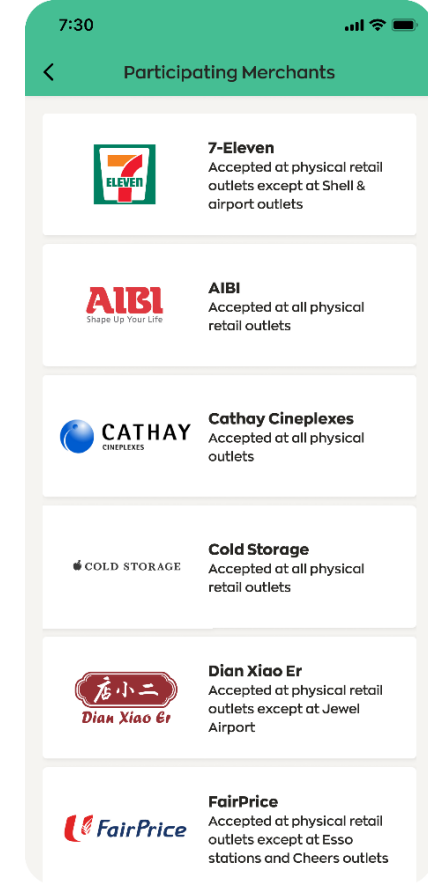 7:30
Participating Merchants
7-Eleven
Accepted at physical retail
outlets except at Shell &
airport outlets
ELEVEN
AIBI
Shape Up Your Life
AIBI
Accepted at all physical
retail outlets
CATHAY
CINEPLEXES
Cathay Cineplexes
Accepted at all physical
outlets
COLD STORAGE
Cold Storage
Accepted at all physical
retail outlets
店小二
Dian Xiao Er
Dian Xiao Er
Accepted at physical retail
outlets except at Jewel
Airport
FairPrice
FairPrice
Accepted at physical retail
outlets except at Esso
stations and Cheers outlets